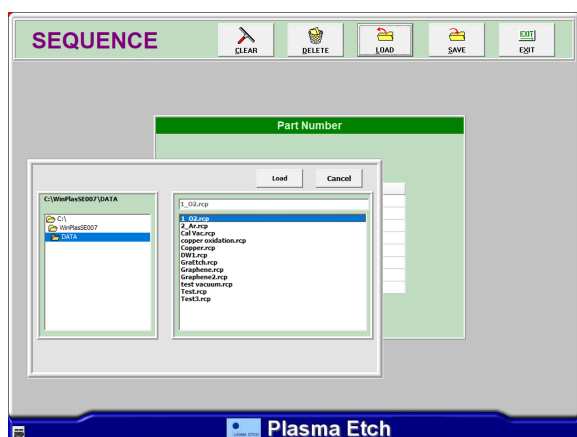 SEQUENCE
CLEAR
DELETE
LOAD
SAVE
EXIT
EXIT
Part Number
Load
Cancel
C:\WinPlasSE007\DATA
1_O2.rcp
C:\
WinPlasSE007
DATA
1_O2.rcp
2_Ar.rcp
Cal Vac.rcp
copper oxidation.rcp
Copper.rcp
DW1.rcp
GraEtch.rcp
Graphene.rcp
Graphene2.rcp
test vacuum.rcp
Test.rcp
Test3.rcp
PLASMA ETCH
Plasma Etch